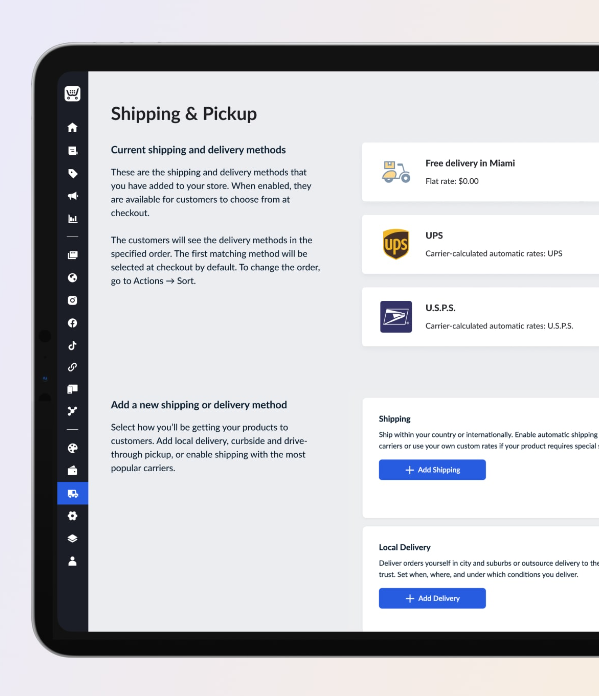 Shipping & Pickup
Current shipping and delivery methods
These are the shipping and delivery methods that
you have added to your store. When enabled, they
are available for customers to choose from at
checkout.
The customers will see the delivery methods in the
specified order. The first matching method will be
selected at checkout by default. To change the order,
go to Actions → Sort.
Free delivery in Miami
Flat rate: $0.00
ups
UPS
Carrier-calculated automatic rates: UPS
U.S.P.S.
Carrier-calculated automatic rates: U.S.P.S.
Add a new shipping or delivery method
Select how you'll be getting your products to
customers. Add local delivery, curbside and drive-
through pickup, or enable shipping with the most
popular carriers.
Shipping
Ship within your country or internationally. Enable automatic shipping
carriers or use your own custom rates if your product requires special
+ Add Shipping
Local Delivery
Deliver orders yourself in city and suburbs or outsource delivery to the
trust. Set when, where, and under which conditions you deliver.
+ Add Delivery